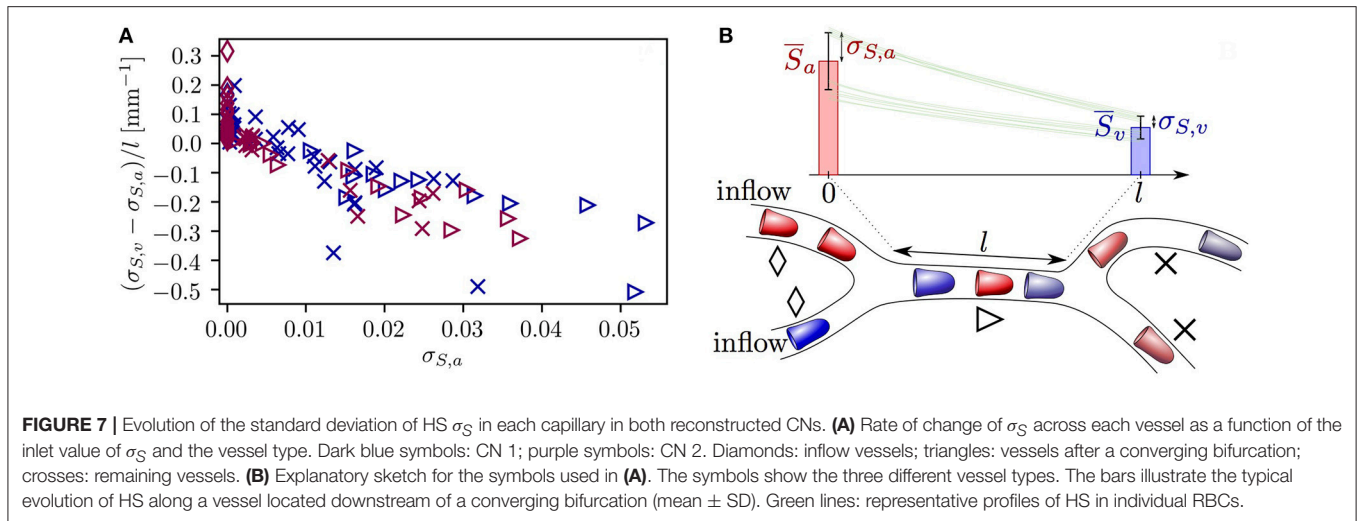 A
B
0.3
0.2
0.1
0.0
−0.1
−0.2
−0.3
−0.4
−0.5
(σS,v − σS,a)/l [mm−1]
0.00 0.01 0.02 0.03 0.04 0.05
σS,a
S̅a
σS,a
S̅v
σS,v
0
l
inflow
l
inflow
FIGURE 7 | Evolution of the standard deviation of HS σS in each capillary in both reconstructed CNs. (A) Rate of change of σS across each vessel as a function of the
inlet value of σS and the vessel type. Dark blue symbols: CN 1; purple symbols: CN 2. Diamonds: inflow vessels; triangles: vessels after a converging bifurcation;
crosses: remaining vessels. (B) Explanatory sketch for the symbols used in (A). The symbols show the three different vessel types. The bars illustrate the typical
evolution of HS along a vessel located downstream of a converging bifurcation (mean ± SD). Green lines: representative profiles of HS in individual RBCs.